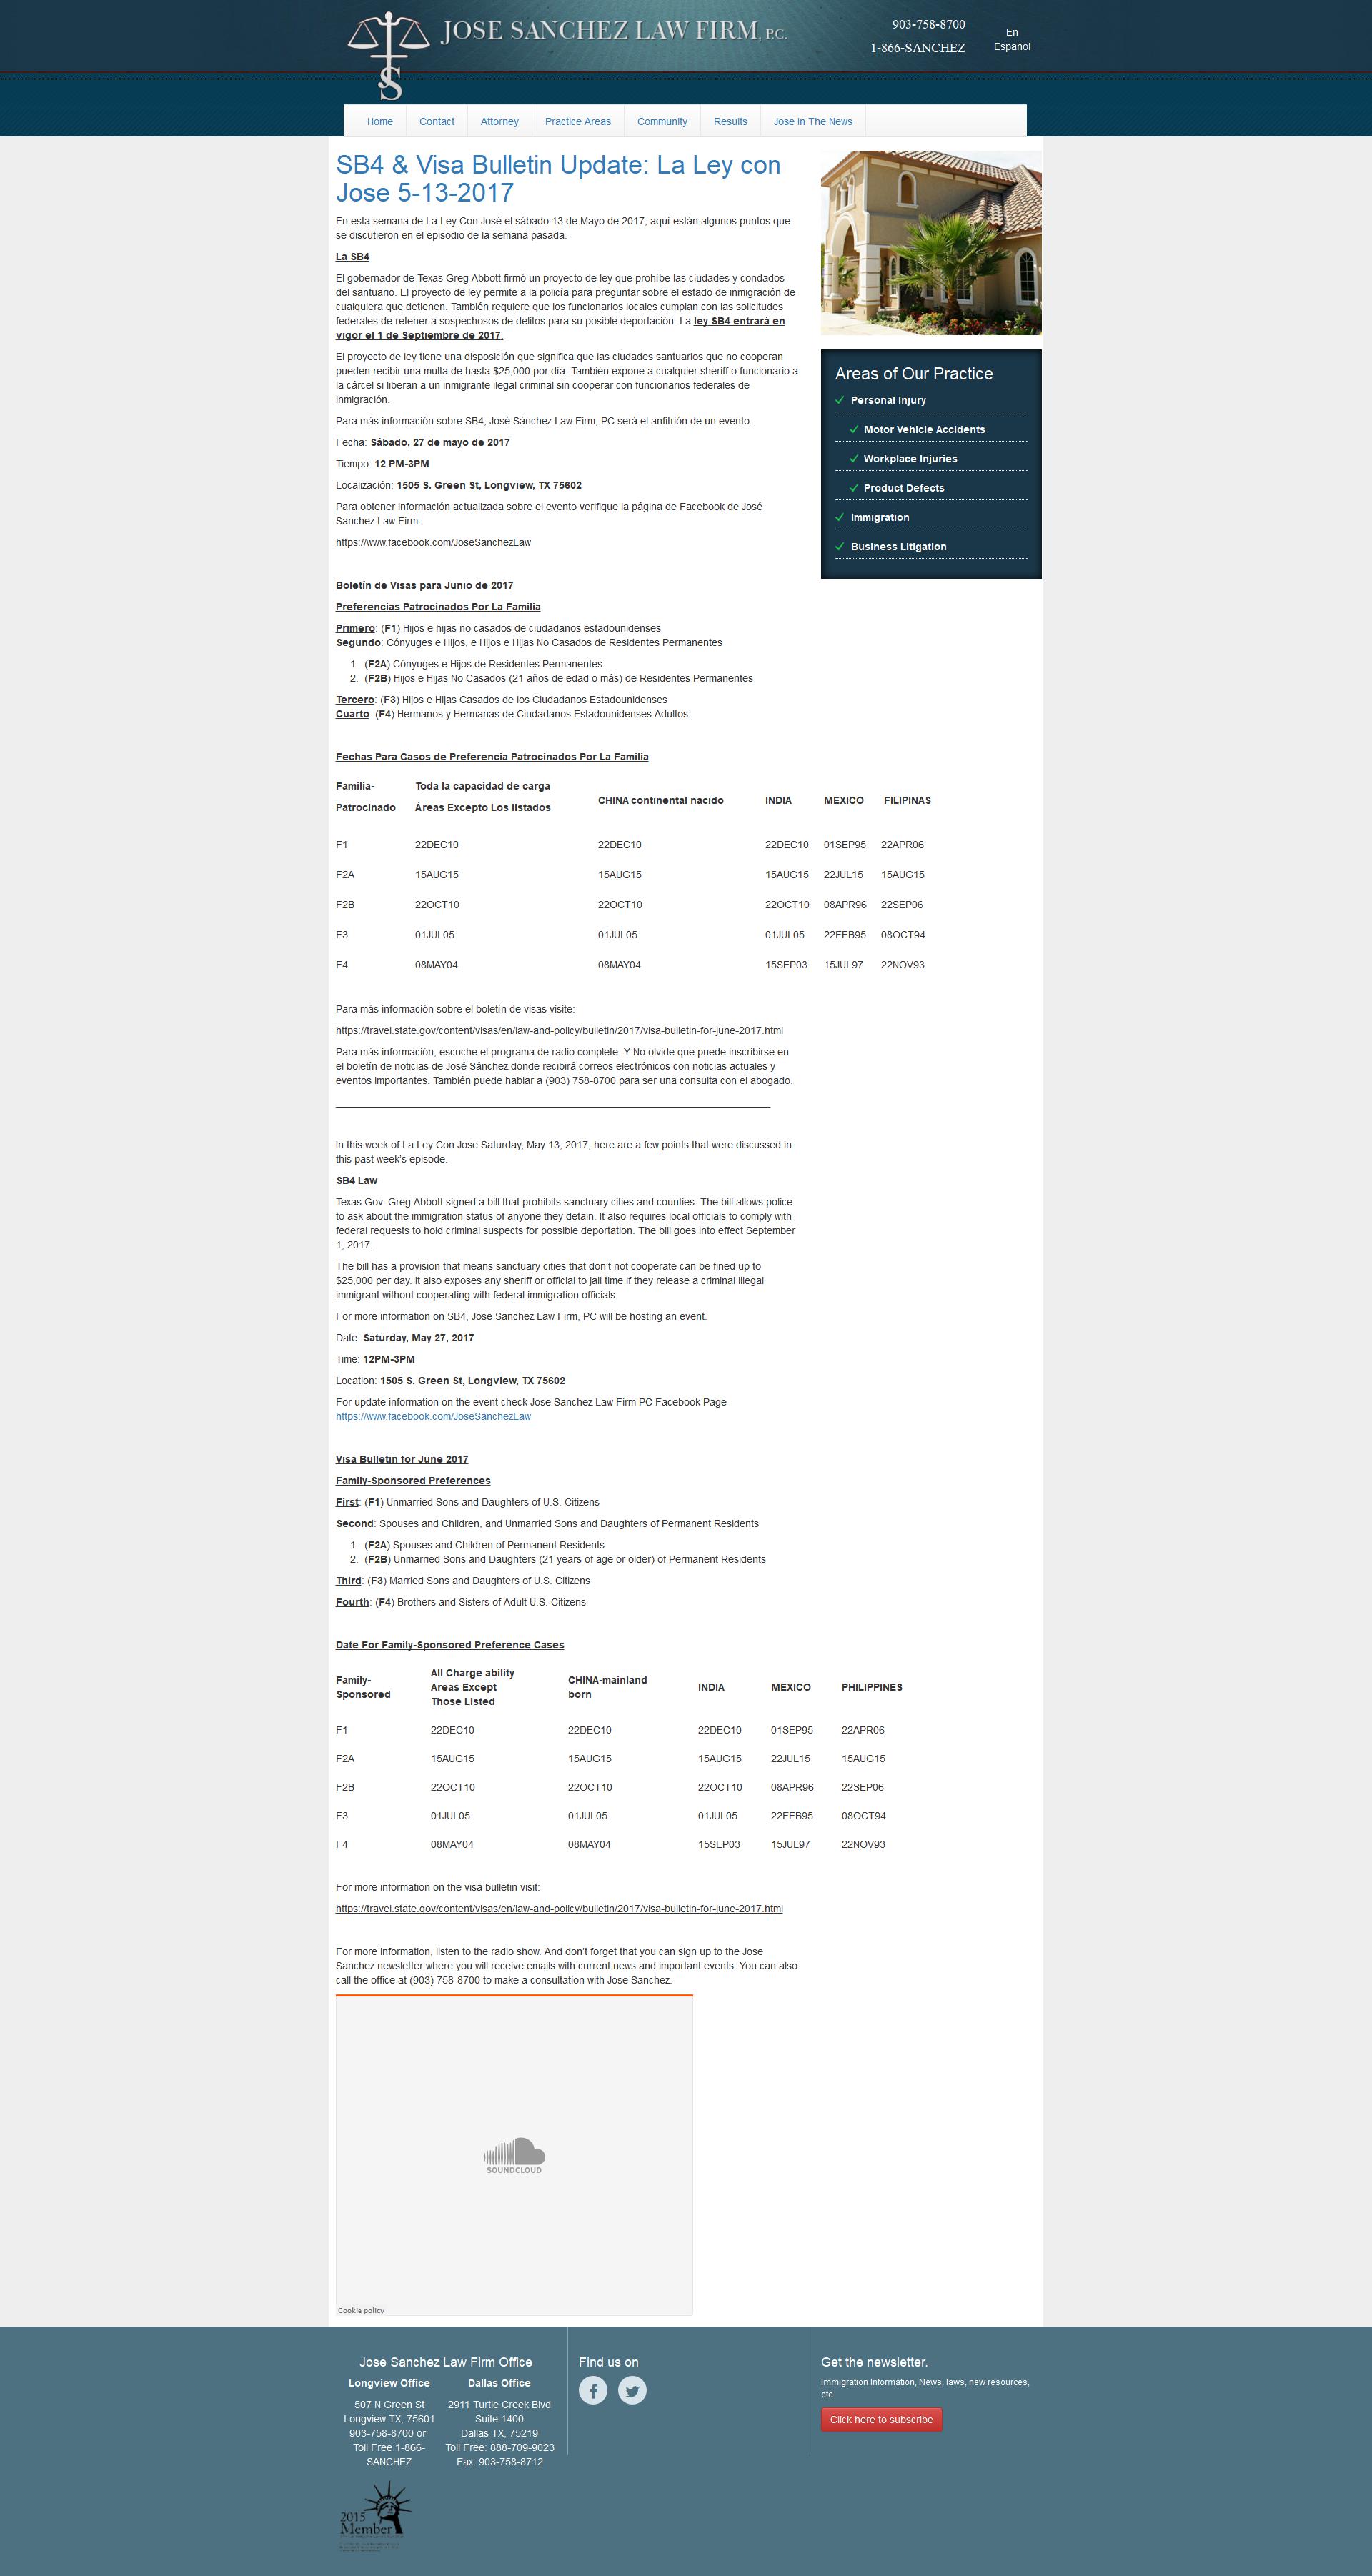 JOSE SANCHEZ LAW FIRM, P.C.
903-758-8700
1-866-SANCHEZ
En
Espanol
Home
Contact
Attorney
Practice Areas
Community
Results
Jose In The News
SB4 & Visa Bulletin Update: La Ley con
Jose 5-13-2017
En esta semana de La Ley Con José el sábado 13 de Mayo de 2017, aquí están algunos puntos que
se discutieron en el episodio de la semana pasada.
La SB4
El gobernador de Texas Greg Abbott firmó un proyecto de ley que prohíbe las ciudades y condados
del santuario. El proyecto de ley permite a la policía para preguntar sobre el estado de inmigración de
cualquiera que detienen. También requiere que los funcionarios locales cumplan con las solicitudes
federales de retener a sospechosos de delitos para su posible deportación. La ley SB4 entrará en
vigor el 1 de Septiembre de 2017.
El proyecto de ley tiene una disposición que significa que las ciudades santuarios que no cooperan
pueden recibir una multa de hasta $25,000 por día. También expone a cualquier sheriff o funcionario a
la cárcel si liberan a un inmigrante ilegal criminal sin cooperar con funcionarios federales de
inmigración.
Para más información sobre SB4, José Sánchez Law Firm, PC será el anfitrión de un evento.
Fecha: Sábado, 27 de mayo de 2017
Tiempo: 12 PM-3PM
Localización: 1505 S. Green St, Longview, TX 75602
Para obtener información actualizada sobre el evento verifique la página de Facebook de José
Sanchez Law Firm.
https://www.facebook.com/JoseSanchezLaw
Boletín de Visas para Junio de 2017
Preferencias Patrocinados Por La Familia
Primero: (F1) Hijos e hijas no casados de ciudadanos estadounidenses
Segundo: Cónyuges e Hijos, e Hijos e Hijas No Casados de Residentes Permanentes
1. (F2A) Cónyuges e Hijos de Residentes Permanentes
2. (F2B) Hijos e Hijas No Casados (21 años de edad o más) de Residentes Permanentes
Tercero: (F3) Hijos e Hijas Casados de los Ciudadanos Estadounidenses
Cuarto: (F4) Hermanos y Hermanas de Ciudadanos Estadounidenses Adultos
Fechas Para Casos de Preferencia Patrocinados Por La Familia
Familia- Toda la capacidad de carga
Patrocinado Áreas Excepto Los listados CHINA continental nacido INDIA MEXICO FILIPINAS
F1 22DEC10 22DEC10 22DEC10 01SEP95 22APR06
F2A 15AUG15 15AUG15 15AUG15 22JUL15 15AUG15
F2B 22OCT10 22OCT10 22OCT10 08APR96 22SEP06
F3 01JUL05 01JUL05 01JUL05 22FEB95 08OCT94
F4 08MAY04 08MAY04 15SEP03 15JUL97 22NOV93
Para más información sobre el boletín de visas visite:
https://travel.state.gov/content/visas/en/law-and-policy/bulletin/2017/visa-bulletin-for-june-2017.html
Para más información, escuche el programa de radio complete. Y No olvide que puede inscribirse en
el boletín de noticias de José Sánchez donde recibirá correos electrónicos con noticias actuales y
eventos importantes. También puede hablar a (903) 758-8700 para ser una consulta con el abogado.
In this week of La Ley Con Jose Saturday, May 13, 2017, here are a few points that were discussed in
this past week's episode.
SB4 Law
Texas Gov. Greg Abbott signed a bill that prohibits sanctuary cities and counties. The bill allows police
to ask about the immigration status of anyone they detain. It also requires local officials to comply with
federal requests to hold criminal suspects for possible deportation. The bill goes into effect September
1, 2017.
The bill has a provision that means sanctuary cities that don't not cooperate can be fined up to
$25,000 per day. It also exposes any sheriff or official to jail time if they release a criminal illegal
immigrant without cooperating with federal immigration officials.
For more information on SB4, Jose Sanchez Law Firm, PC will be hosting an event.
Date: Saturday, May 27, 2017
Time: 12PM-3PM
Location: 1505 S. Green St, Longview, TX 75602
For update information on the event check Jose Sanchez Law Firm PC Facebook Page
https://www.facebook.com/JoseSanchezLaw
Visa Bulletin for June 2017
Family-Sponsored Preferences
First: (F1) Unmarried Sons and Daughters of U.S. Citizens
Second: Spouses and Children, and Unmarried Sons and Daughters of Permanent Residents
1. (F2A) Spouses and Children of Permanent Residents
2. (F2B) Unmarried Sons and Daughters (21 years of age or older) of Permanent Residents
Third: (F3) Married Sons and Daughters of U.S. Citizens
Fourth: (F4) Brothers and Sisters of Adult U.S. Citizens
Date For Family-Sponsored Preference Cases
Family-
Sponsored
All Charge ability
Areas Except
Those Listed
CHINA-mainland
born
INDIA MEXICO PHILIPPINES
F1 22DEC10 22DEC10 22DEC10 01SEP95 22APR06
F2A 15AUG15 15AUG15 15AUG15 22JUL15 15AUG15
F2B 22OCT10 22OCT10 22OCT10 08APR96 22SEP06
F3 01JUL05 01JUL05 01JUL05 22FEB95 08OCT94
F4 08MAY04 08MAY04 15SEP03 15JUL97 22NOV93
For more information on the visa bulletin visit:
https://travel.state.gov/content/visas/en/law-and-policy/bulletin/2017/visa-bulletin-for-june-2017.html
For more information, listen to the radio show. And don't forget that you can sign up to the Jose
Sanchez newsletter where you will receive emails with current news and important events. You can also
call the office at (903) 758-8700 to make a consultation with Jose Sanchez.
SOUNDCLOUD
Cookie policy
Areas of Our Practice
Personal Injury
Motor Vehicle Accidents
Workplace Injuries
Product Defects
Immigration
Business Litigation
Jose Sanchez Law Firm Office
Longview Office
507 N Green St
Longview TX, 75601
903-758-8700 or
Toll Free 1-866-
SANCHEZ
Dallas Office
2911 Turtle Creek Blvd
Suite 1400
Dallas TX, 75219
Toll Free: 888-709-9023
Fax: 903-758-8712
2015
Member
Find us on
Get the newsletter.
Immigration Information, News, laws, new resources,
etc.
Click here to subscribe